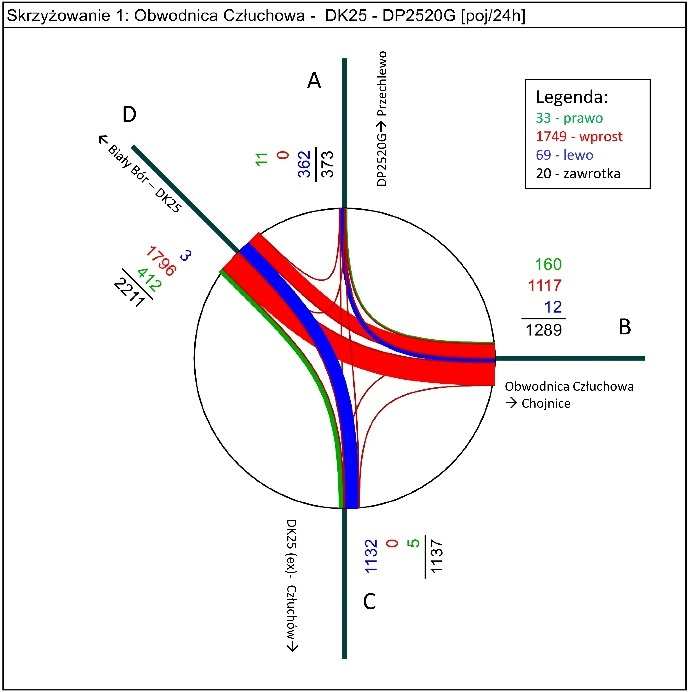 Skrzyżowanie 1: Obwodnica Człuchowa - DK25 - DP2520G [poj/24h]
A
D
DP2520G→ Przechlewo
Legenda:
33 - prawo
1749 - wprost
69 - lewo
20 - zawrotka
← Biały Bór – DK25
11
0
362
373
3
1796
412
2211
160
1117
12
1289
B
Obwodnica Człuchowa
→ Chojnice
DK25 (ex) - Człuchów→
1132
0
5
1137
C